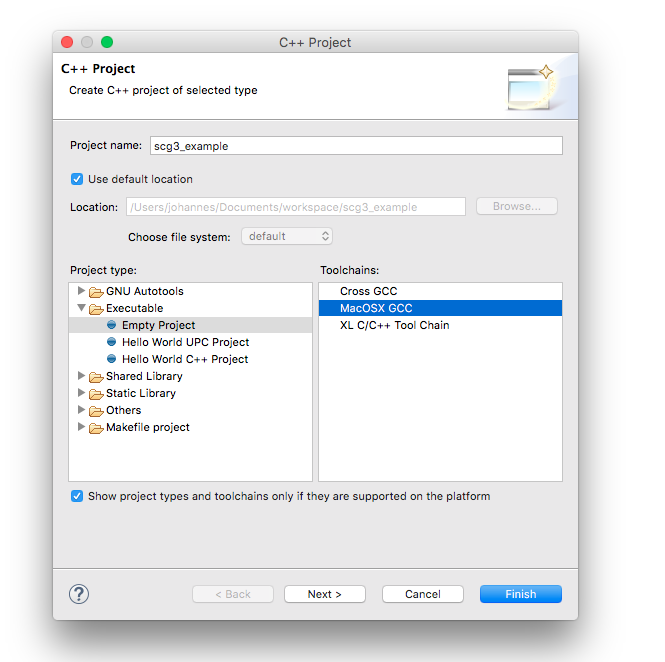 C++ Project
C++ Project
Create C++ project of selected type
Project name: scg3_example
Use default location
Location: /Users/johannes/Documents/workspace/scg3_example Browse...
Choose file system: default
Project type:
GNU Autotools
Executable
Empty Project
Hello World UPC Project
Hello World C++ Project
Shared Library
Static Library
Others
Makefile project
Toolchains:
Cross GCC
MacOSX GCC
XL C/C++ Tool Chain
Show project types and toolchains only if they are supported on the platform
? < Back Next > Cancel Finish